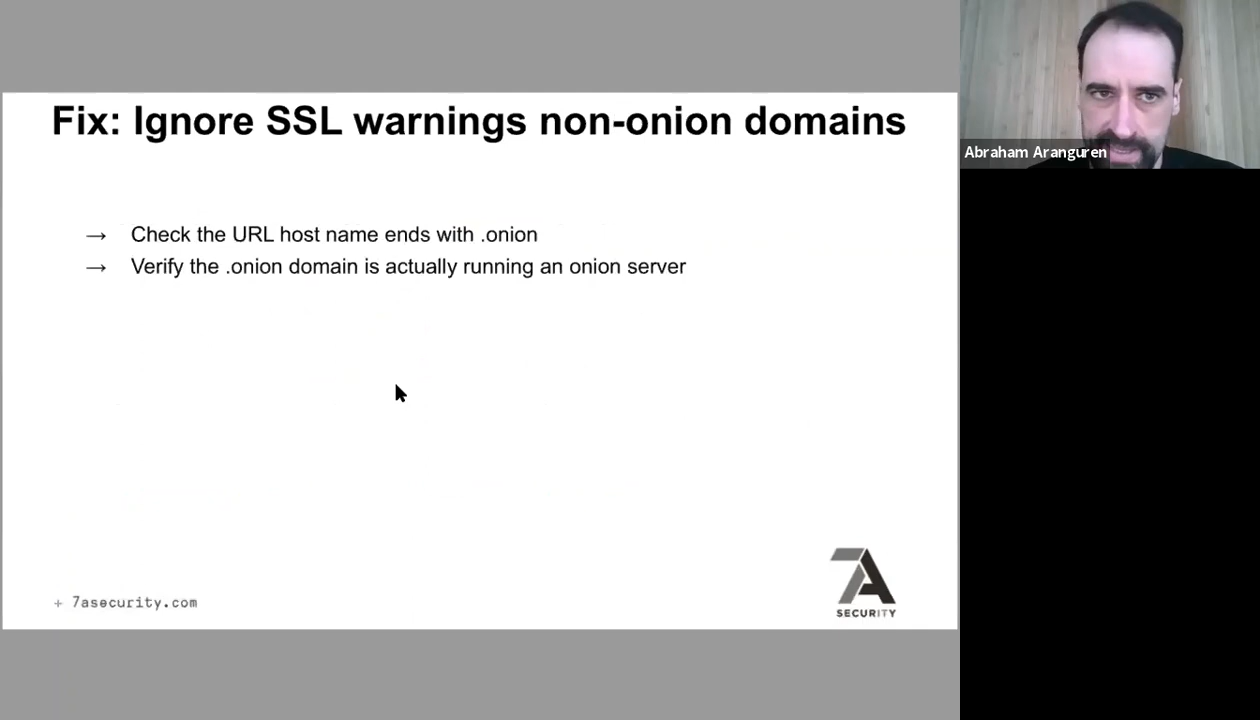 Fix: Ignore SSL warnings non-onion domains
→ Check the URL host name ends with .onion
→ Verify the .onion domain is actually running an onion server
+ 7asecurity.com
7A
SECURITY
Abraham Aranguren